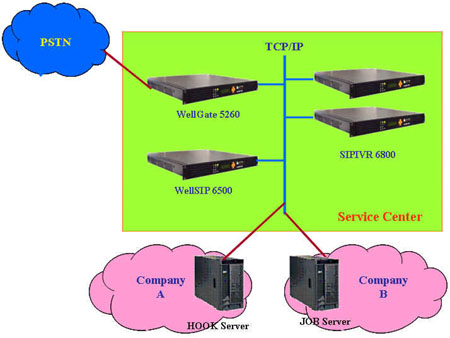 PSTN
TCP/IP
WellGate 5260
SIPIVR 6800
WellSIP 6500
Service Center
Company
A
HOOK Server
Company
B
JOB Server